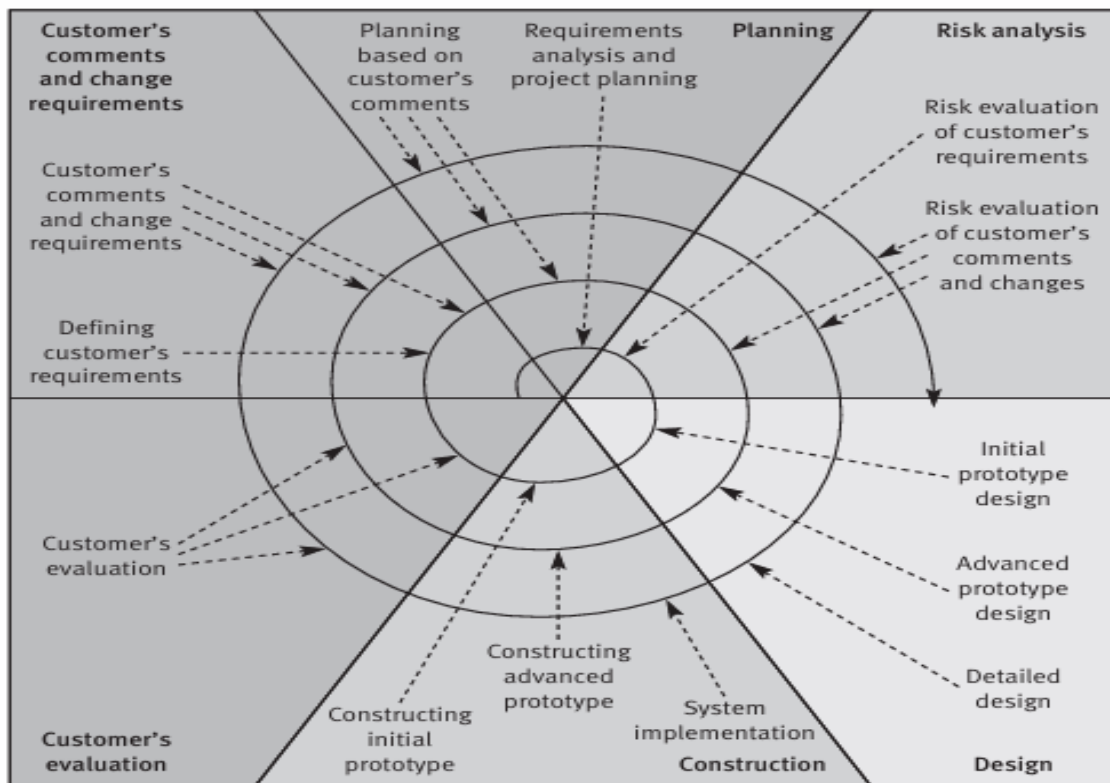 Customer's
comments
and change
requirements
Planning
based on
customer's
comments
Requirements
analysis and
project planning
Planning
Risk analysis
Risk evaluation
of customer's
requirements
Customer's
comments
and change
requirements
Risk evaluation
of customer's
comments
and changes
Defining
customer's
requirements
Initial
prototype
design
Customer's
evaluation
Advanced
prototype
design
Constructing
advanced
prototype
Detailed
design
Constructing
initial
prototype
System
implementation
Customer's
evaluation
Construction
Design